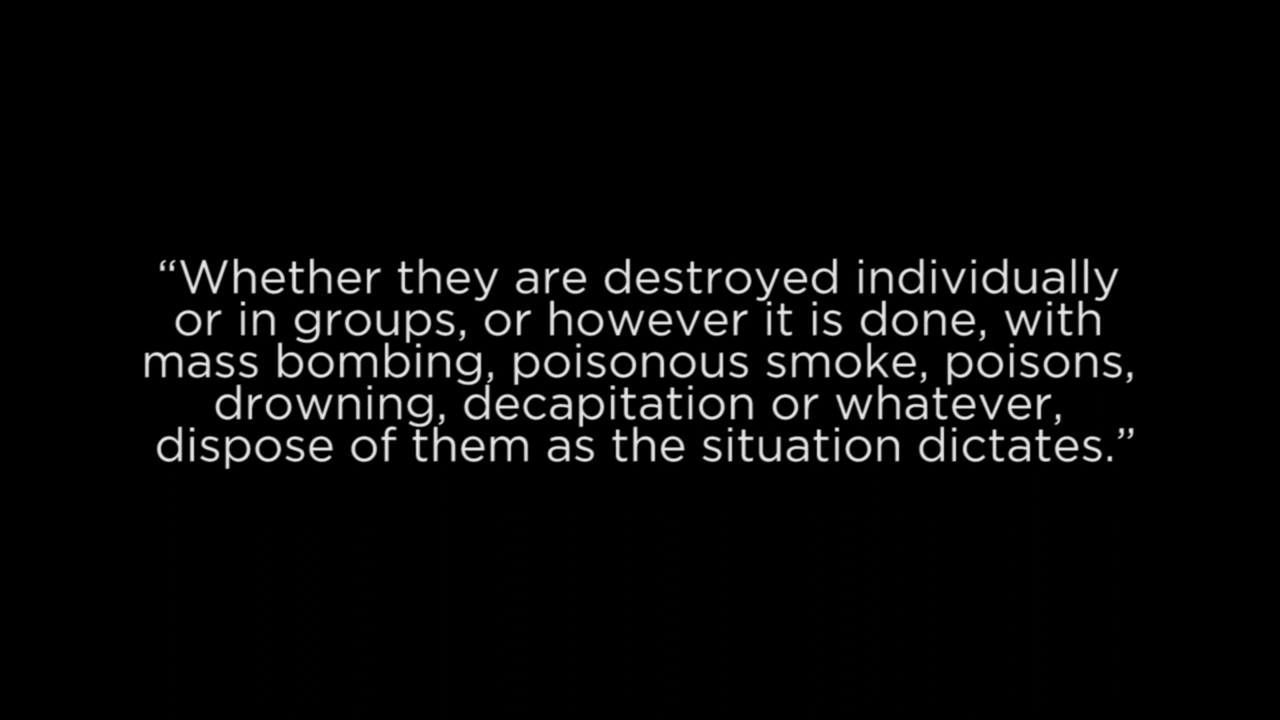 “Whether they are destroyed individually
or in groups, or however it is done, with
mass bombing, poisonous smoke, poisons,
drowning, decapitation or whatever,
dispose of them as the situation dictates.”